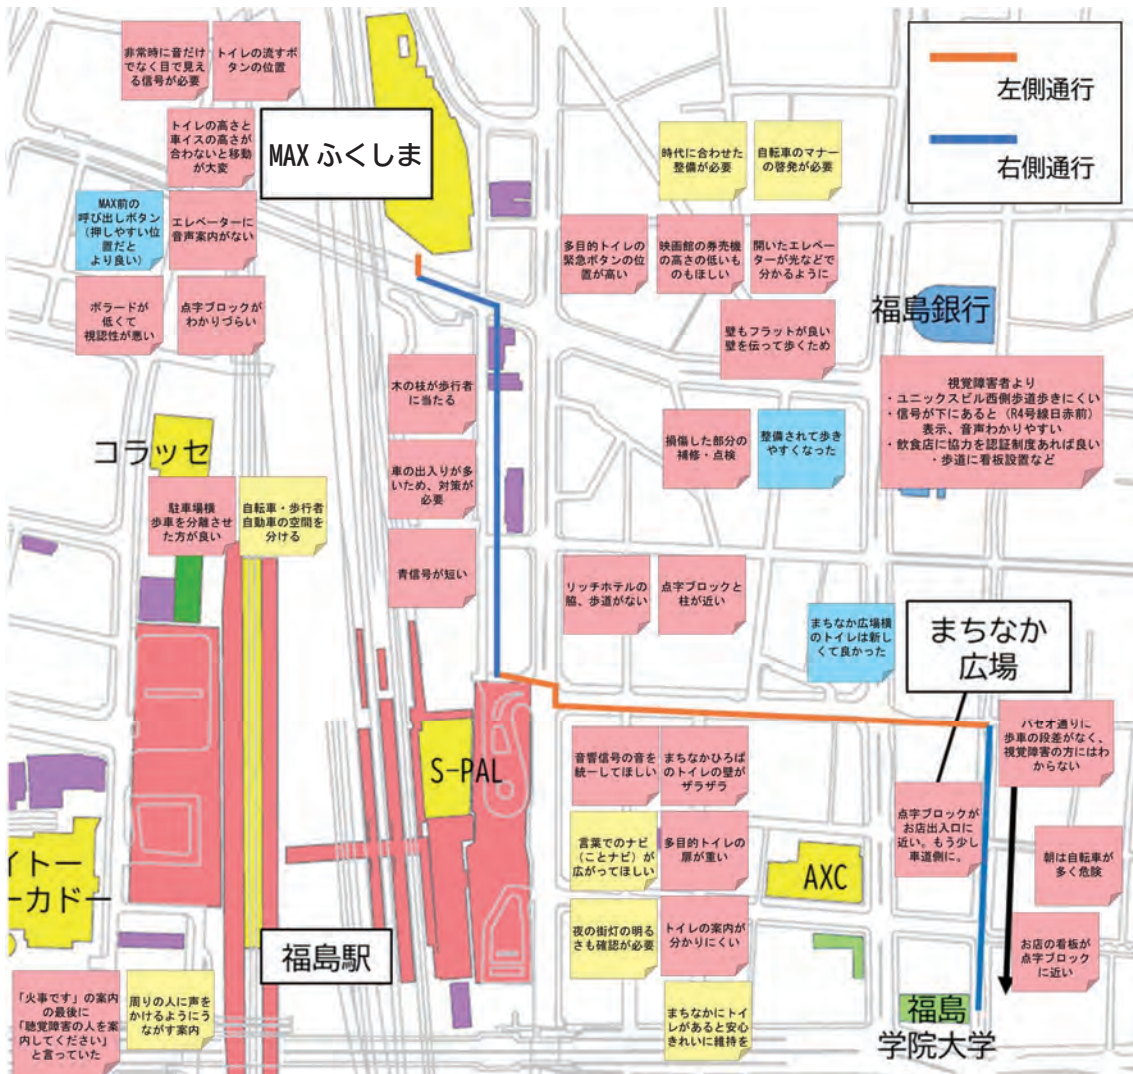 非常時に音だけ
でなく目で見え
る信号が必要
トイレの流すボ
タンの位置
トイレの高さと
車イスの高さが
合わないと移動
が大変
MAX前の
呼び出しボタン
（押しやすい位
置だと
より良い）
エレベーターに
音声案内がない
ボラードが
低くて
視認性が悪い
点字ブロックが
わかりづらい
MAX ふくしま
左側通行
右側通行
時代に合わせた
整備が必要
自転車のマナー
の啓発が必要
多目的トイレの
緊急ボタンの位
置が高い
映画館の券売機
の高さの低いも
のもほしい
開いたエレベー
ターが光などで
分かるように
壁もフラットが良い
壁を伝って歩くため
福島銀行
視覚障害者より
・ユニックスビル西側歩道歩きにくい
・信号が下にあると（R4号線日赤前）
表示、音声わかりやすい
・飲食店に協力を認証制度あれば良い
・歩道に看板設置など
木の枝が歩行者
に当たる
車の出入りが多
いため、対策が
必要
青信号が短い
損傷した部分の
補修・点検
整備されて歩き
やすくなった
コラッセ
駐車場横
歩車を分離させ
た方が良い
自転車・歩行者
自動車の空間を
分ける
リッチホテルの
脇、歩道がない
点字ブロックと
柱が近い
まちなか広場横
のトイレは新し
くて良かった
まちなか
広場
パセオ通りに
歩車の段差がなく、
視覚障害の方にはわ
からない
S-PAL
音響信号の音を
統一してほしい
まちなかひろば
のトイレの壁が
ザラザラ
言葉でのナビ
（ことナビ）が
広がってほしい
多目的トイレの
扉が重い
夜の街灯の明る
さも確認が必要
トイレの案内が
分かりにくい
まちなかにトイ
レがあると安心
きれいに維持を
AXC
点字ブロックが
お店出入口に
近い。もう少し
車道側に。
朝は自転車が
多く危険
お店の看板が
点字ブロック
に近い
イトー
ーカドー
福島駅
「火事です」の案内
の最後に
「聴覚障害の人を案
内してください」
と言っていた
周りの人に声を
かけるようにう
ながす案内
福島
学院大学